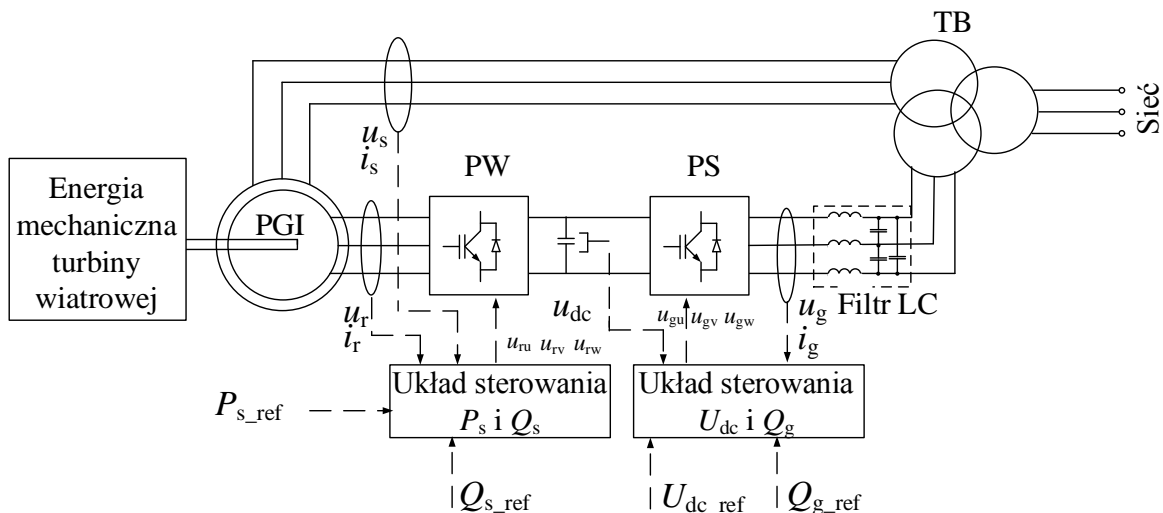 TB
Sieć
u_s
i_s
PW
PS
Energia
mechaniczna
turbiny
wiatrowej
PGI
Filtr LC
u_r
i_r
u_dc
u_ru u_rv u_rw
u_gu u_gv u_gw
u_g
i_g
Układ sterowania
P_s i Q_s
Układ sterowania
U_dc i Q_g
P_s_ref
Q_s_ref
U_dc_ref
Q_g_ref